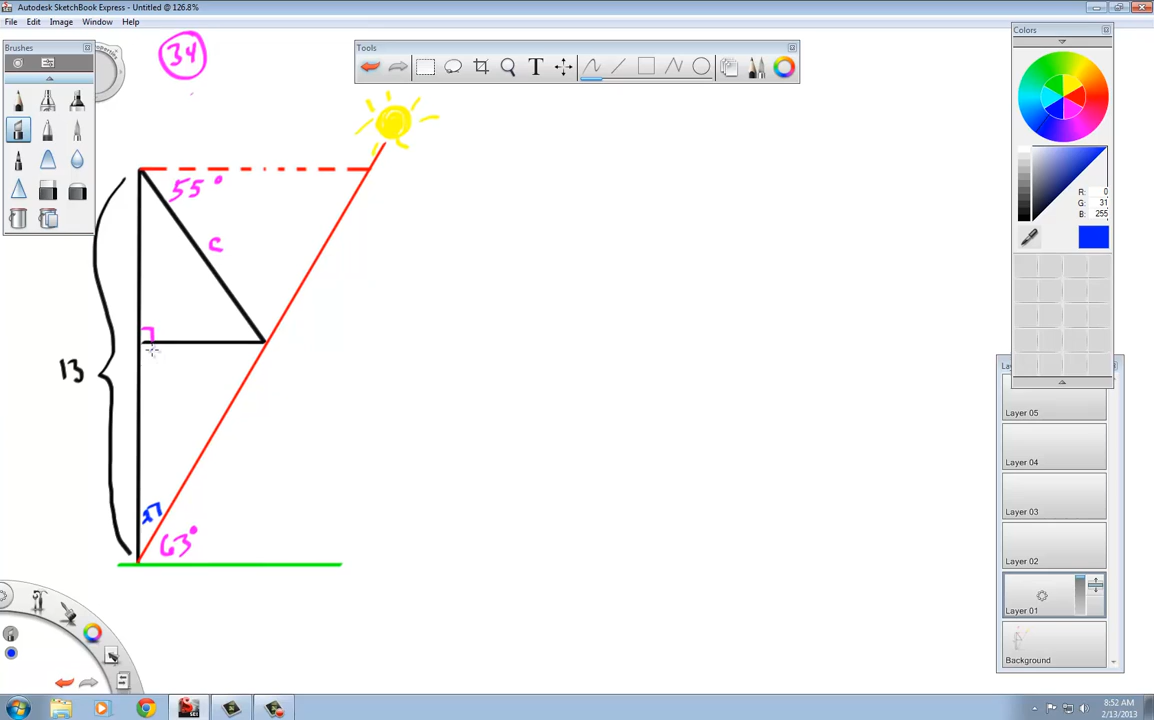 Autodesk SketchBook Express - Untitled @ 126.8%
File Edit Image Window Help
Brushes
34
Tools
Colors
R: 0
G: 31
B: 255
55°
c
13
27
63°
Layer 05
Layer 04
Layer 03
Layer 02
Layer 01
Background
8:52 AM
2/13/2013